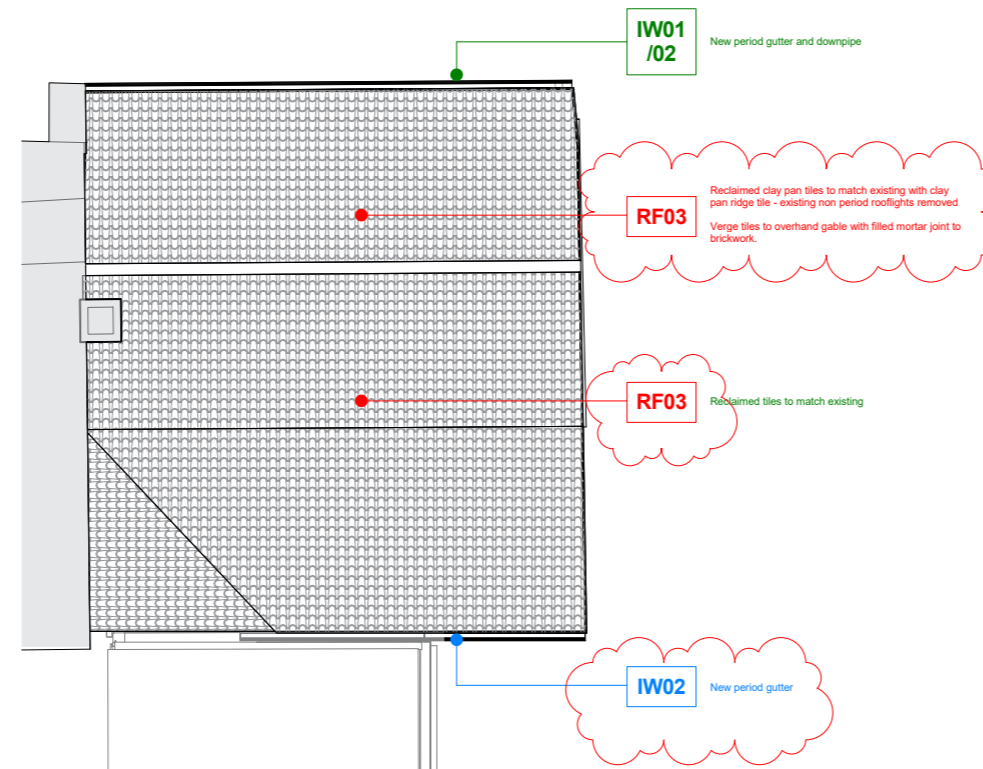 IW01
/02
New period gutter and downpipe
RF03
Reclaimed clay pan tiles to match existing with clay
pan ridge tile - existing non period rooflights removed
Verge tiles to overhand gable with filled mortar joint to
brickwork.
RF03
Reclaimed tiles to match existing
IW02
New period gutter